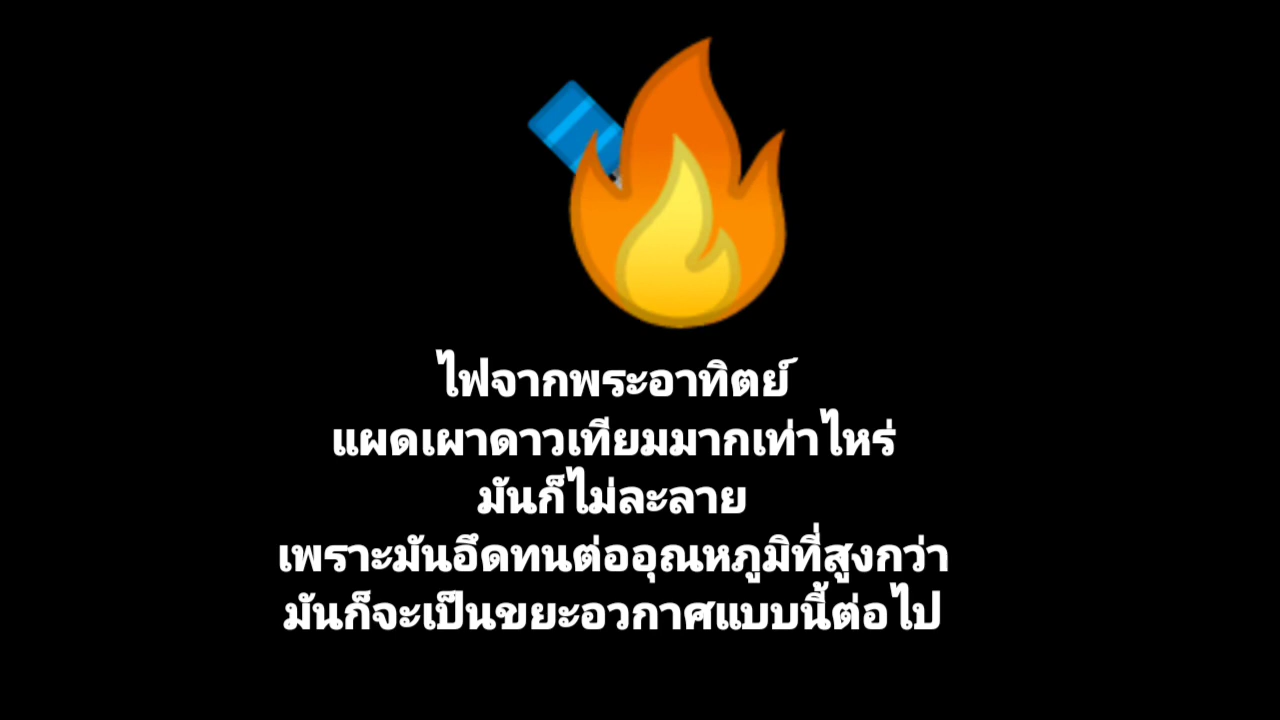 ไฟจากพระอาทิตย์
แผดเผาดาวเทียมมากเท่าไหร่
มันก็ไม่ละลาย
เพราะมันอึดทนต่ออุณหภูมิที่สูงกว่า
มันก็จะเป็นขยะอวกาศแบบนี้ต่อไป